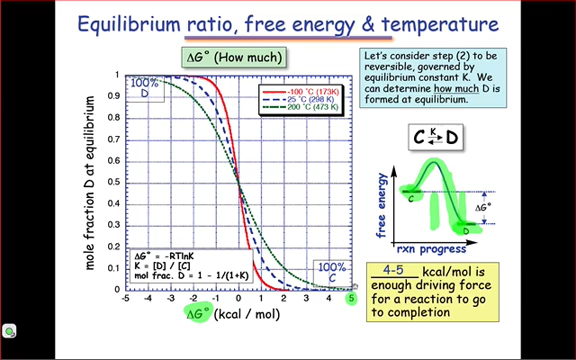 Equilibrium ratio, free energy & temperature
ΔG° (How much)
Let's consider step (2) to be
reversible, governed by
equilibrium constant K. We
can determine how much D is
formed at equilibrium.
mole fraction D at equilibrium
1
0.9
0.8
0.7
0.6
0.5
0.4
0.3
0.2
0.1
0
100%
D
-100 °C (173K)
25 °C (298 K)
200 °C (473 K)
ΔG° = -RTlnK
K = [D] / [C]
mol frac. D = 1 - 1/(1+K)
100%
C
-5 -4 -3 -2 -1 0 1 2 3 4 5
ΔG° (kcal / mol)
C K D
free energy
C
ΔG°
D
rxn progress
4-5 kcal/mol is
enough driving force
for a reaction to go
to completion